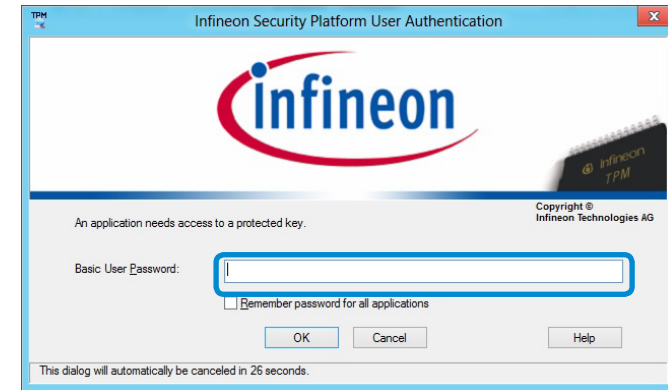 TPM
Infineon Security Platform User Authentication
infineon
Infineon
TPM
Copyright ©
Infineon Technologies AG
An application needs access to a protected key.
Basic User Password:
Remember password for all applications
OK Cancel Help
This dialog will automatically be canceled in 26 seconds.